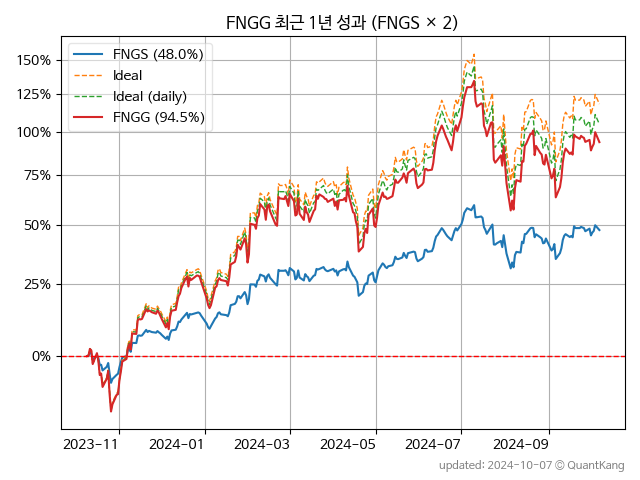 FNGG 최근 1년 성과 (FNGS × 2)
FNGS (48.0%)
Ideal
Ideal (daily)
FNGG (94.5%)
150%
125%
100%
75%
50%
25%
0%
2023−11
2024−01
2024−03
2024−05
2024−07
2024−09
updated: 2024-10-07 © QuantKang